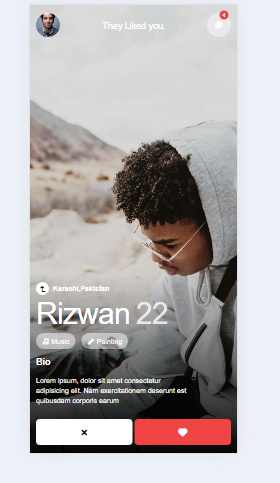 They Liked you.
4
Karachi,Pakistan
Rizwan 22
Music
Painting
Bio
Lorem ipsum, dolor sit amet consectetur
adipisicing elit. Nam exercitationem deserunt est
quibusdam corporis earum